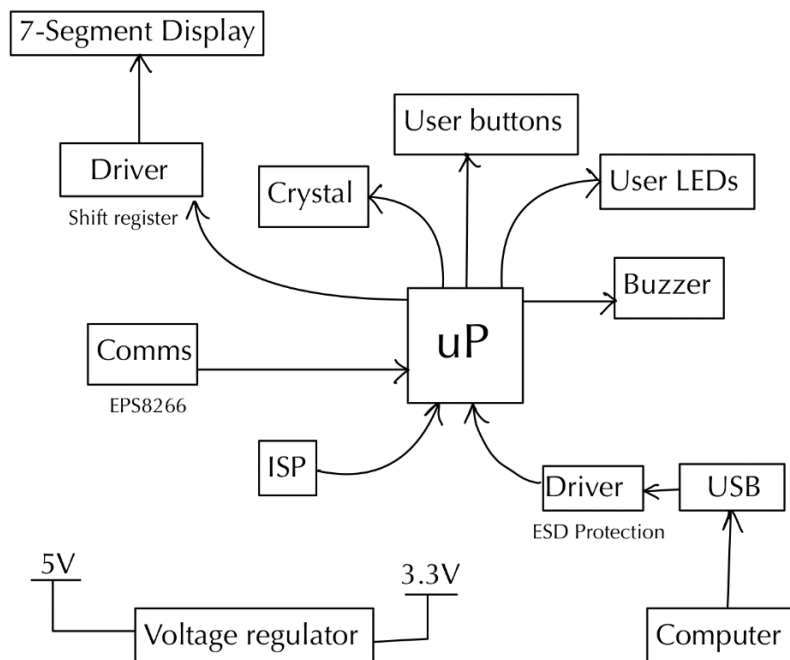 7-Segment Display
User buttons
Driver
Shift register
Crystal
User LEDs
Buzzer
uP
Comms
EPS8266
ISP
Driver
ESD Protection
USB
5V
3.3V
Voltage regulator
Computer